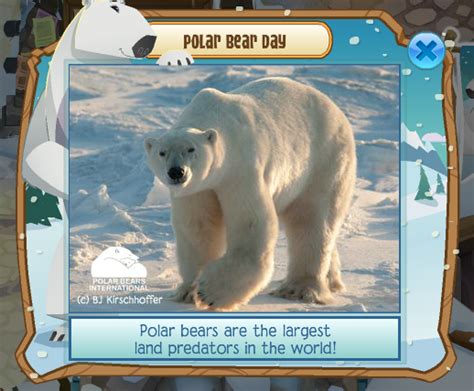 POLAR BEAR DAY
POLAR BEARS
INTERNATIONAL
(c) BJ Kirschhoffer
Polar bears are the largest
land predators in the world!